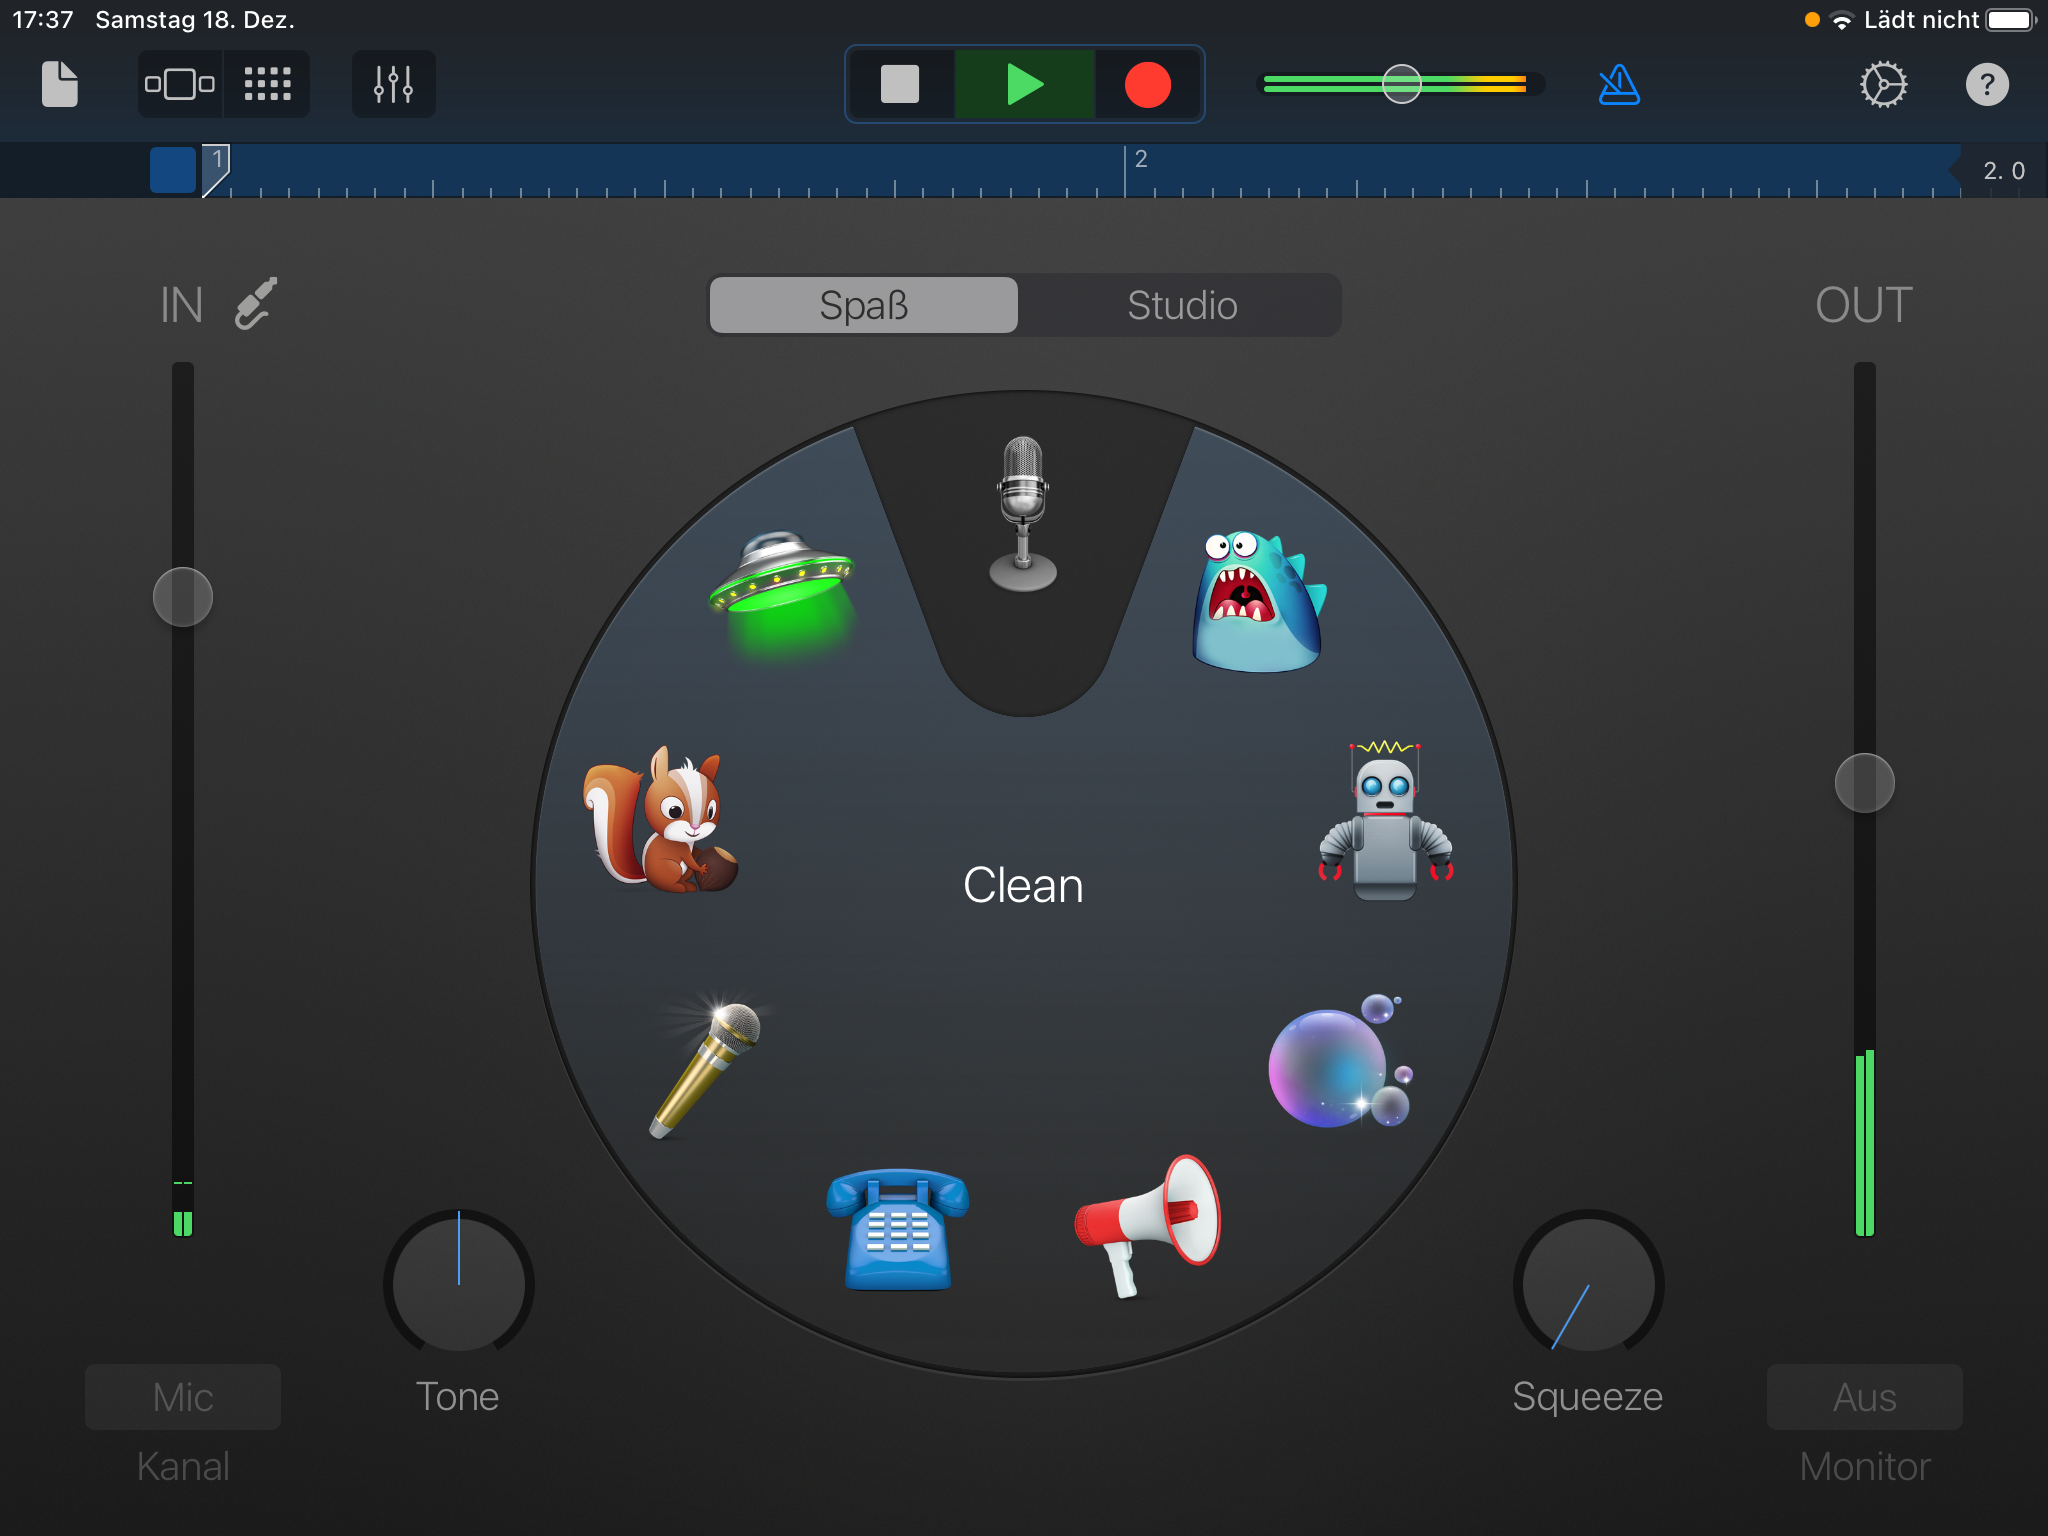 17:37 Samstag 18. Dez.
Lädt nicht
?
1
2
2. 0
IN
Spaß
Studio
OUT
Clean
Mic
Kanal
Tone
Squeeze
Aus
Monitor